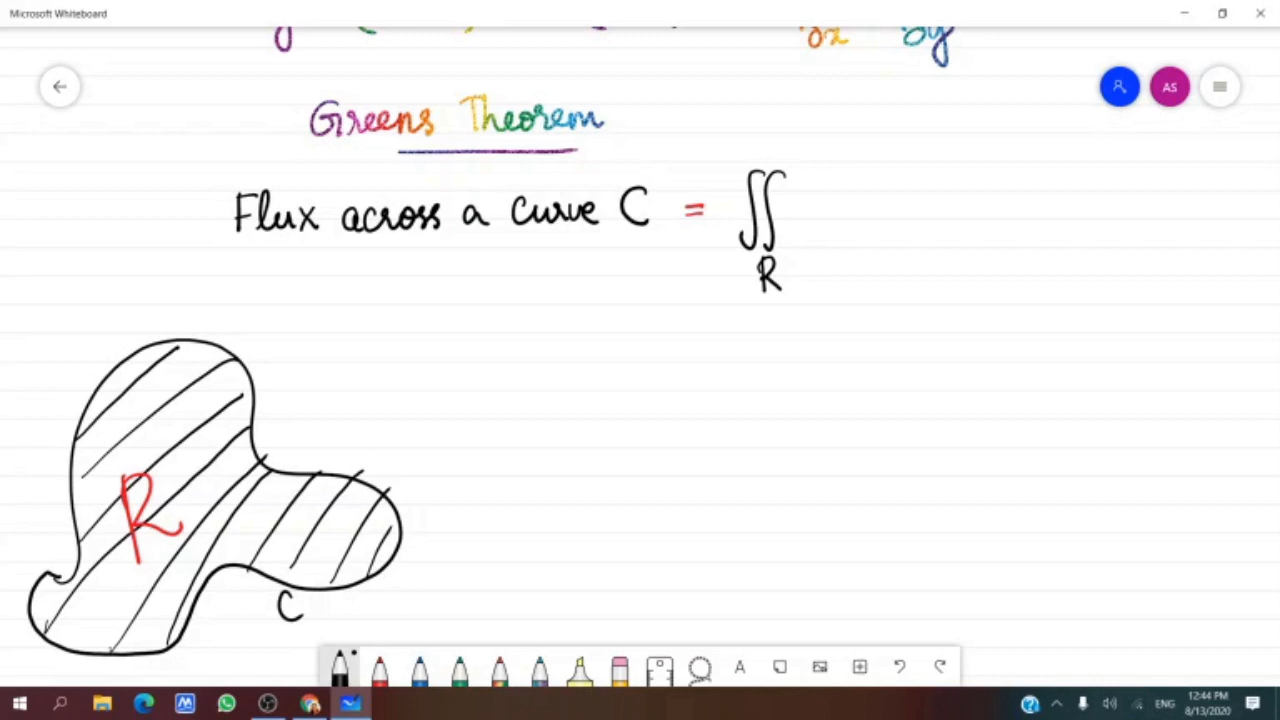 Microsoft Whiteboard
Greens Theorem
Flux across a curve C = ∬
R
R
C
AS
A
ENG
12:44 PM
8/13/2020